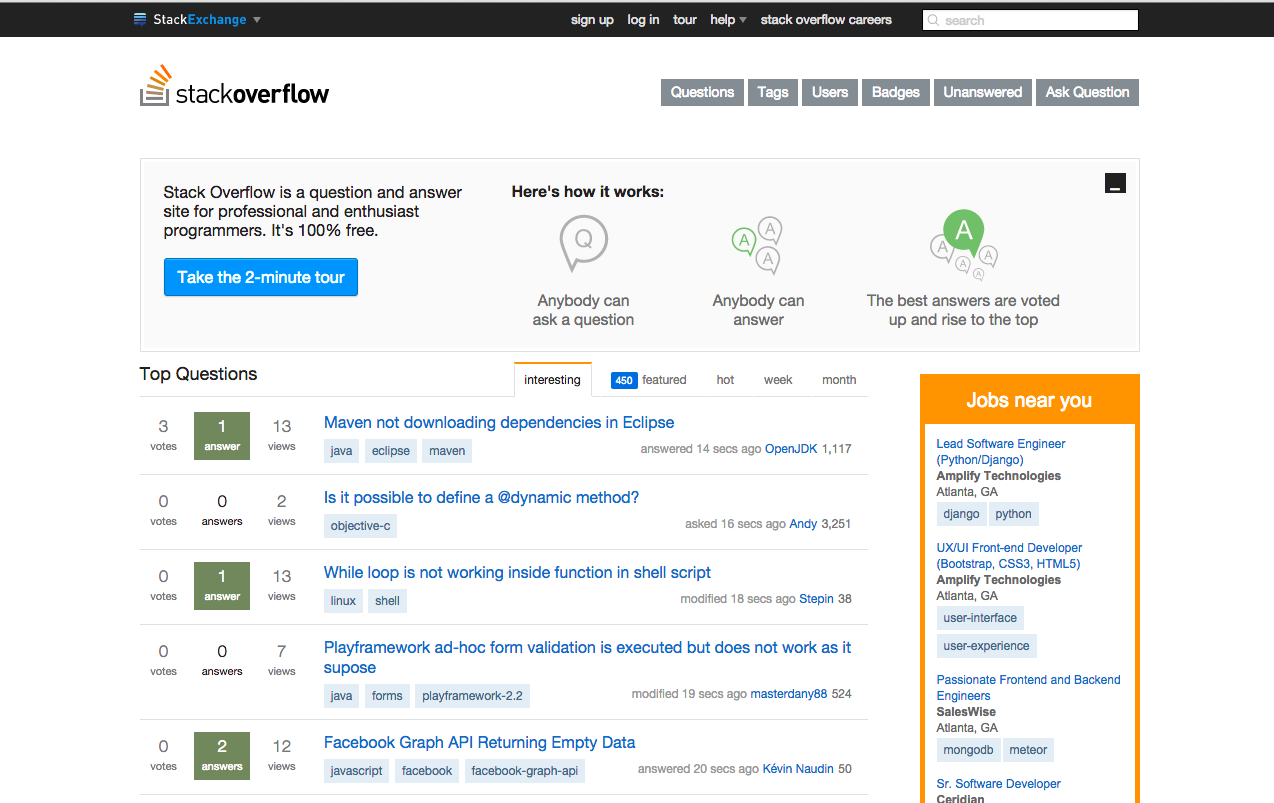 StackExchange
sign up log in tour help stack overflow careers search
stackoverflow
Questions Tags Users Badges Unanswered Ask Question
Stack Overflow is a question and answer
site for professional and enthusiast
programmers. It's 100% free.
Take the 2-minute tour
Here's how it works:
Q
Anybody can
ask a question
A A A
Anybody can
answer
A A A A A
The best answers are voted
up and rise to the top
Top Questions
interesting 450 featured hot week month
3 votes 1 answer 13 views
Maven not downloading dependencies in Eclipse
java eclipse maven
answered 14 secs ago OpenJDK 1,117
0 votes 0 answers 2 views
Is it possible to define a @dynamic method?
objective-c
asked 16 secs ago Andy 3,251
0 votes 1 answer 13 views
While loop is not working inside function in shell script
linux shell
modified 18 secs ago Stepin 38
0 votes 0 answers 7 views
Playframework ad-hoc form validation is executed but does not work as it
supose
java forms playframework-2.2
modified 19 secs ago masterdany88 524
0 votes 2 answers 12 views
Facebook Graph API Returning Empty Data
javascript facebook facebook-graph-api
answered 20 secs ago Kévin Naudin 50
Jobs near you
Lead Software Engineer
(Python/Django)
Amplify Technologies
Atlanta, GA
django python
UX/UI Front-end Developer
(Bootstrap, CSS3, HTML5)
Amplify Technologies
Atlanta, GA
user-interface
user-experience
Passionate Frontend and Backend
Engineers
SalesWise
Atlanta, GA
mongodb meteor
Sr. Software Developer
Ceridian